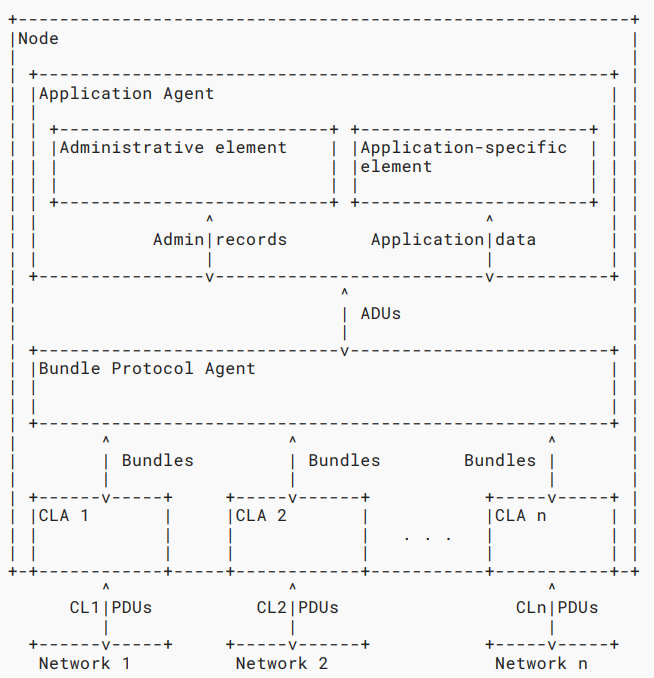 Node
Application Agent
Administrative element Application-specific
element
Admin|records Application|data
ADUs
Bundle Protocol Agent
Bundles Bundles Bundles
CLA 1 CLA 2 CLA n
. . .
CL1|PDUs CL2|PDUs CLn|PDUs
Network 1 Network 2 Network n